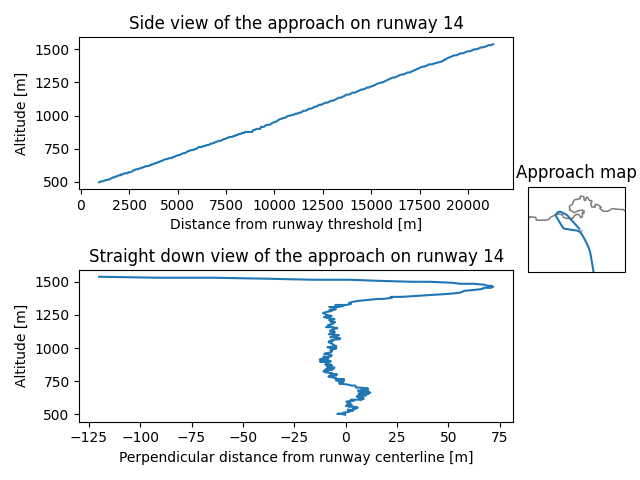 Side view of the approach on runway 14
1500
1250
1000
750
500
Altitude [m]
0 2500 5000 7500 10000 12500 15000 17500 20000
Distance from runway threshold [m]
Approach map
Straight down view of the approach on runway 14
1500
1250
1000
750
500
Altitude [m]
−125 −100 −75 −50 −25 0 25 50 75
Perpendicular distance from runway centerline [m]